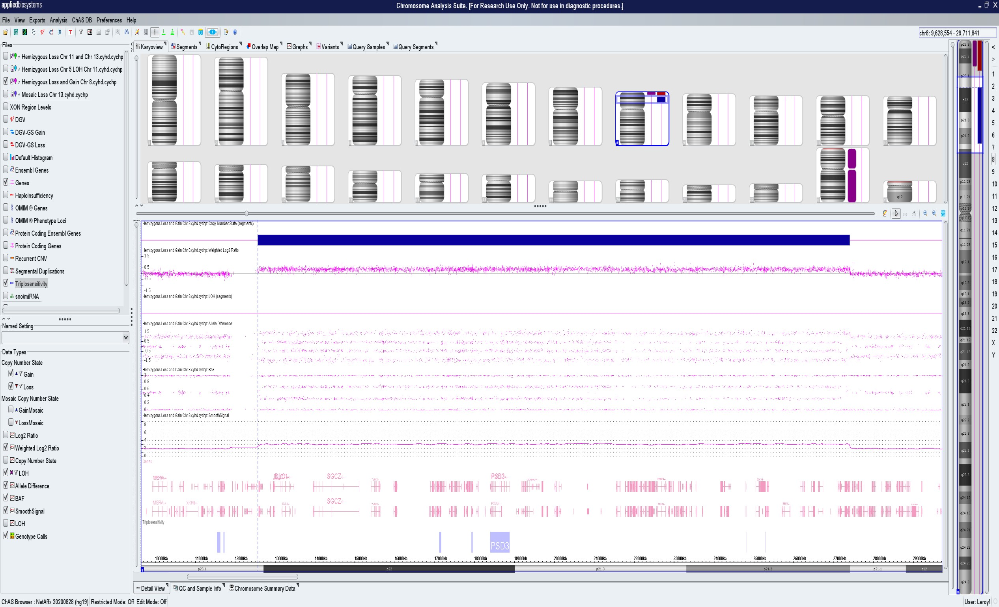 appliedbiosystems
Chromosome Analysis Suite. [For Research Use Only. Not for use in diagnostic procedures.]
File View Exports Analysis ChAS DB Preferences Help
chr8: 9,628,554 - 29,711,841
Files
Hemizygous Loss Chr 11 and Chr 13.cyhd.cychp
Hemizygous Loss Chr 5 LOH Chr 11.cyhd.cychp
Hemizygous Loss and Gain Chr 8.cyhd.cychp
Mosaic Loss Chr 13.cyhd.cychp
XON Region Levels
DGV
DGV-GS Gain
DGV-GS Loss
Default Histogram
Ensembl Genes
Genes
Haploinsufficiency
OMIM ® Genes
OMIM ® Phenotype Loci
Protein Coding Ensembl Genes
Protein Coding Genes
Recurrent CNV
Segmental Duplications
Triplosensitivity
sno/miRNA
Named Setting
Data Types
Copy Number State
Gain
Loss
Mosaic Copy Number State
GainMosaic
LossMosaic
Log2 Ratio
Weighted Log2 Ratio
Copy Number State
LOH
Allele Difference
BAF
SmoothSignal
LOH
Genotype Calls
Karyoview Segments CytoRegions Overlap Map Graphs Variants Query Samples Query Segments
q12
Hemizygous Loss and Gain Chr 8.cyhd.cychp: Copy Number State (segments)
Hemizygous Loss and Gain Chr 8.cyhd.cychp: Weighted Log2 Ratio
1.5
0.5
-0.5
-1.5
Hemizygous Loss and Gain Chr 8.cyhd.cychp: LOH (segments)
Hemizygous Loss and Gain Chr 8.cyhd.cychp: Allele Difference
1.5
0.5
-0.5
-1.5
Hemizygous Loss and Gain Chr 8.cyhd.cychp: BAF
1
0.8
0.6
0.4
0.2
0
Hemizygous Loss and Gain Chr 8.cyhd.cychp: SmoothSignal
8
6
4
2
0
Genes
DLC1 SGCZ PSD3
MSRA XKR6 DLC1 SGCZ PSD3
Triplosensitivity
PSD3
10000kb 11000kb 12000kb 13000kb 14000kb 15000kb 16000kb 17000kb 18000kb 19000kb 20000kb 21000kb 22000kb 23000kb 24000kb 25000kb 26000kb 27000kb 28000kb 29000kb
8 p23.1 p22 p21.3 p21.2 p21.1 p12
Detail View QC and Sample Info Chromosome Summary Data
ChAS Browser : NetAffx 20200828 (hg19) Restricted Mode: Off Edit Mode: Off
User: Leroy!
p23.3
p23.2
p23.1
p22
p21.3
p21.2
p12
p11.23
p11.21
q11.21
q11.23
q12.1
q12.3
q13.1
q13.2
q13.3
q21.11
q21.12
q21.13
q21.2
q21.3
q22.1
q22.2
q22.3
q23.1
q23.3
q24.12
q24.13
q24.21
q24.22
q24.23
q24.3
8
<
>
1
2
3
4
5
6
7
8
9
10
11
12
13
14
15
16
17
18
19
20
21
22
X
Y